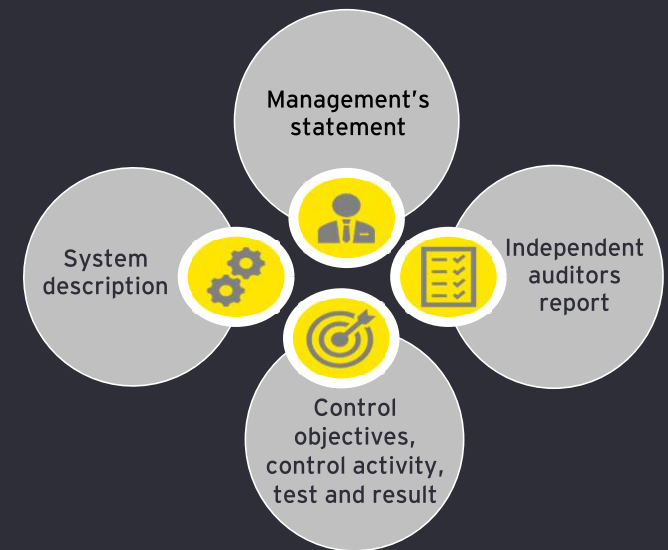 Management's
statement
System
description
Independent
auditors
report
Control
objectives,
control activity,
test and result